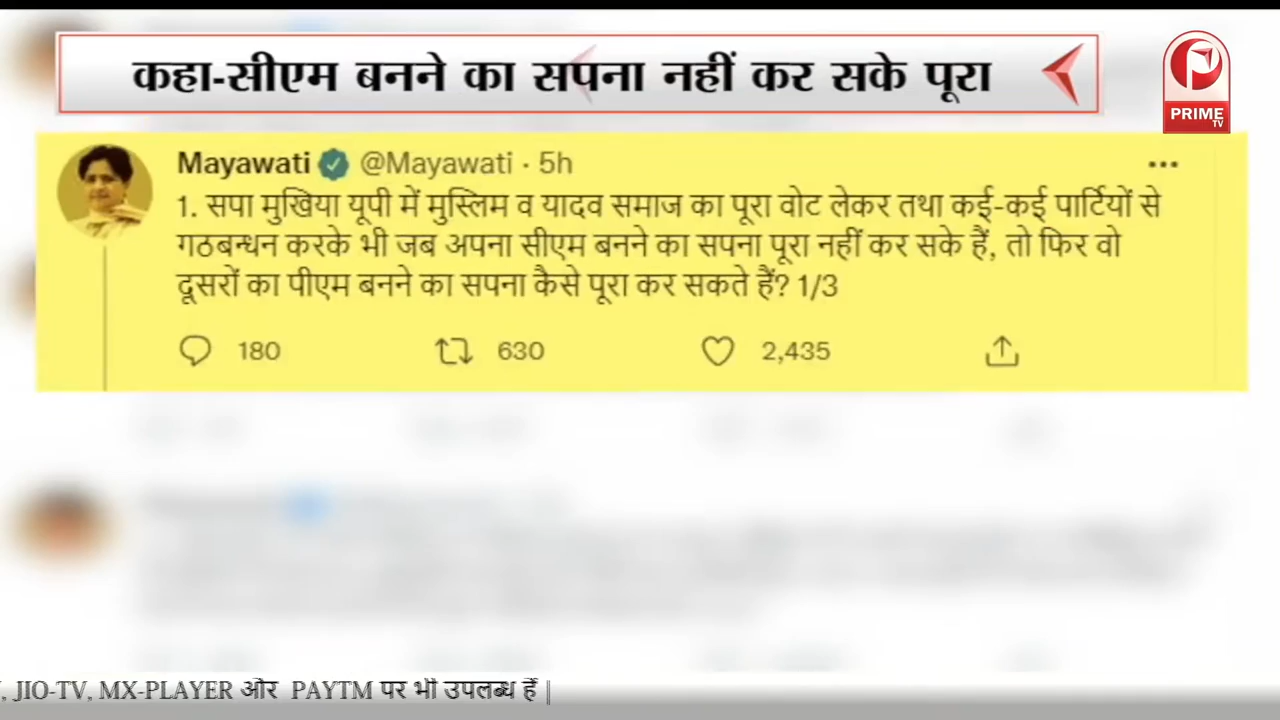 कहा-सीएम बनने का सपना नहीं कर सके पूरा
PRIME
TV
Mayawati @Mayawati · 5h
1. सपा मुखिया यूपी में मुस्लिम व यादव समाज का पूरा वोट लेकर तथा कई-कई पार्टियों से
गठबन्धन करके भी जब अपना सीएम बनने का सपना पूरा नहीं कर सके हैं, तो फिर वो
दूसरों का पीएम बनने का सपना कैसे पूरा कर सकते हैं? 1/3
180 630 2,435
, JIO-TV, MX-PLAYER और PAYTM पर भी उपलब्ध हैं |